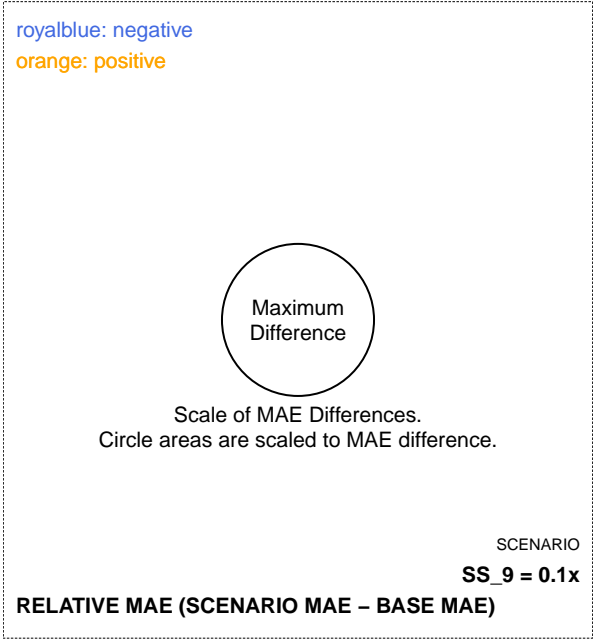 royalblue: negative
orange: positive
Maximum
Difference
Scale of MAE Differences.
Circle areas are scaled to MAE difference.
SCENARIO
SS_9 = 0.1x
RELATIVE MAE (SCENARIO MAE − BASE MAE)